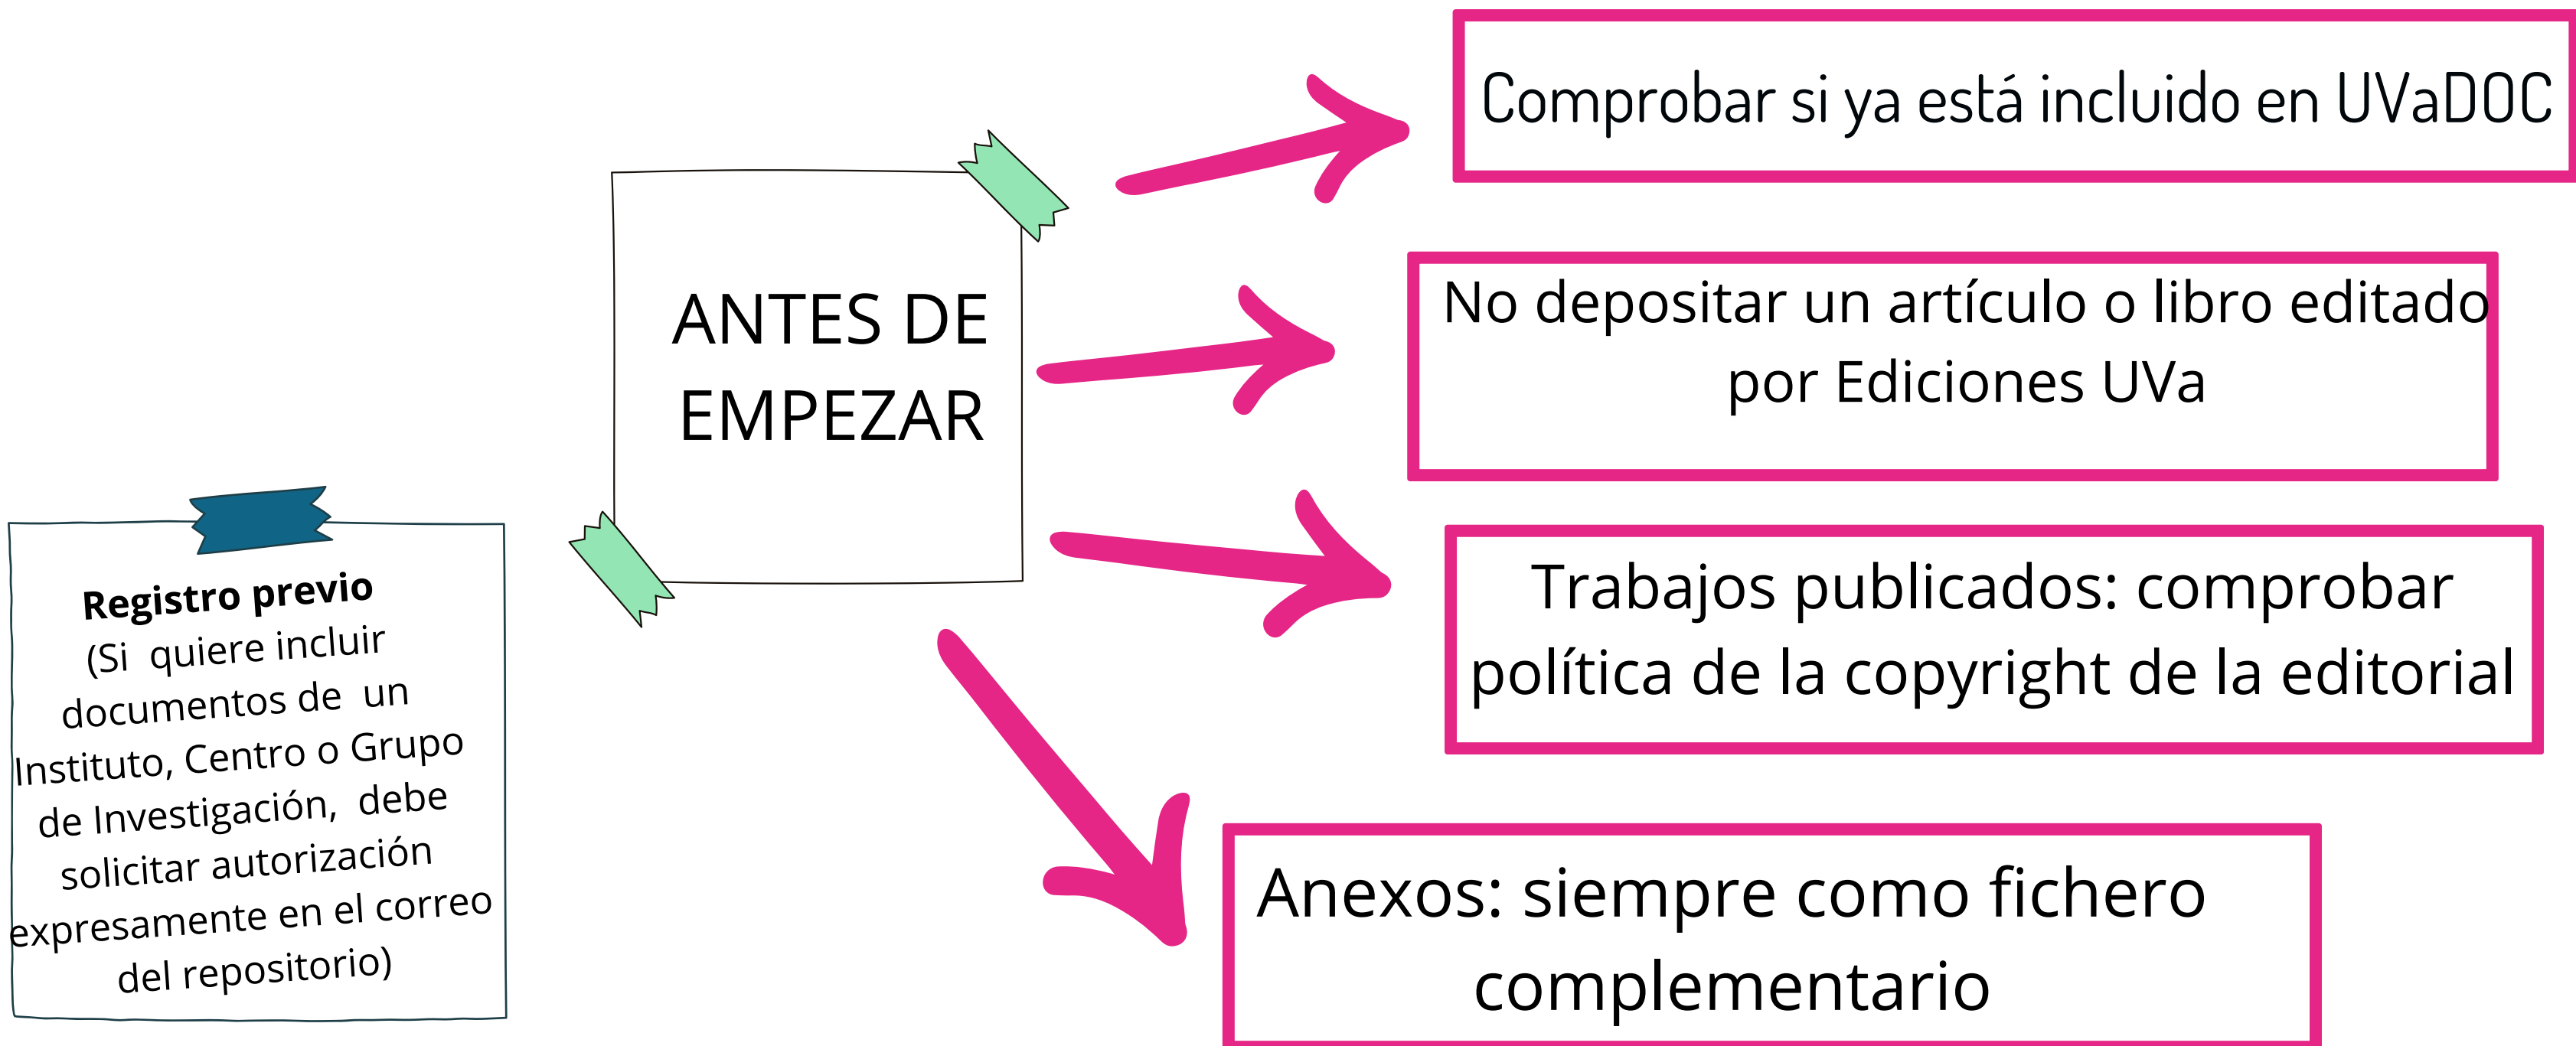 ANTES DE
EMPEZAR
Comprobar si ya está incluido en UVaDOC
No depositar un artículo o libro editado
por Ediciones UVa
Trabajos publicados: comprobar
política de la copyright de la editorial
Anexos: siempre como fichero
complementario
Registro previo
(Si quiere incluir
documentos de un
Instituto, Centro o Grupo
de Investigación, debe
solicitar autorización
expresamente en el correo
del repositorio)